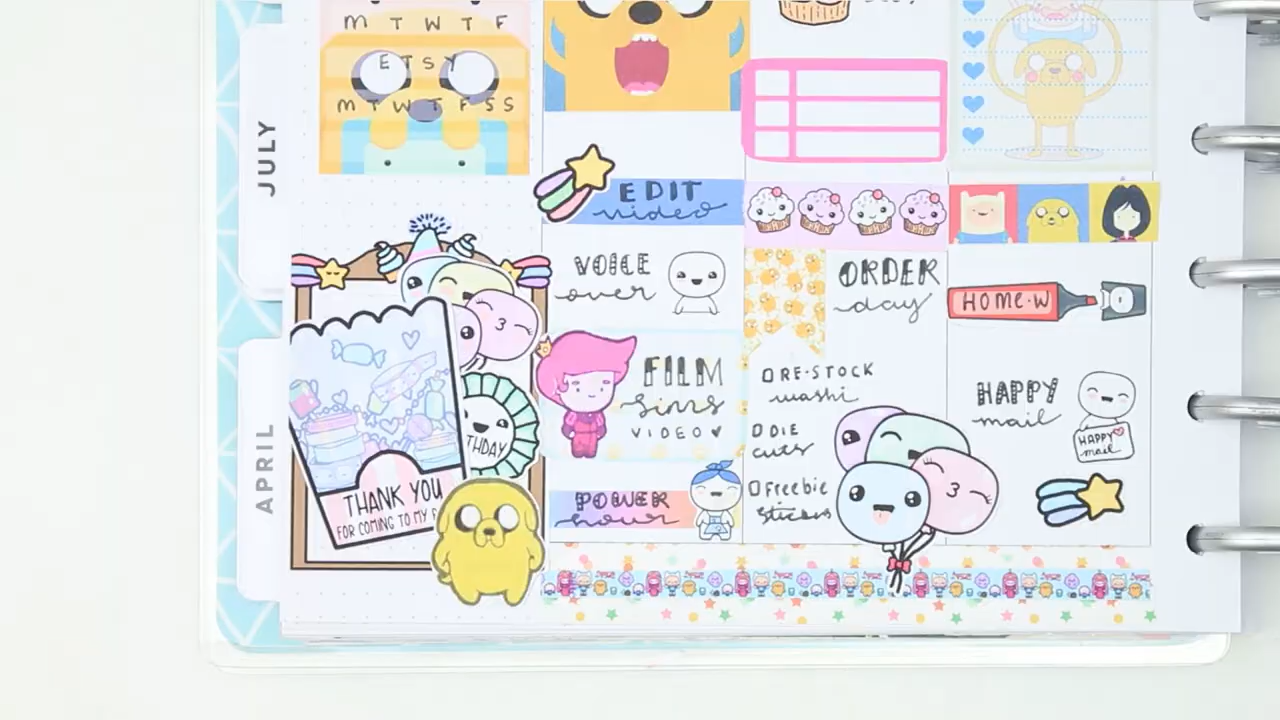 M T W T F
ETSY
M T W T F S S
JULY
APRIL
THDAY
THANK YOU
FOR COMING TO MY
EDIT
video
VOICE
over
FILM
Sims
VIDEO
POWER
hour
ORDER
day
RE-STOCK
washi
DIE
cuts
Freebie
stickers
HOME-W
HAPPY
mail
HAPPY
mail